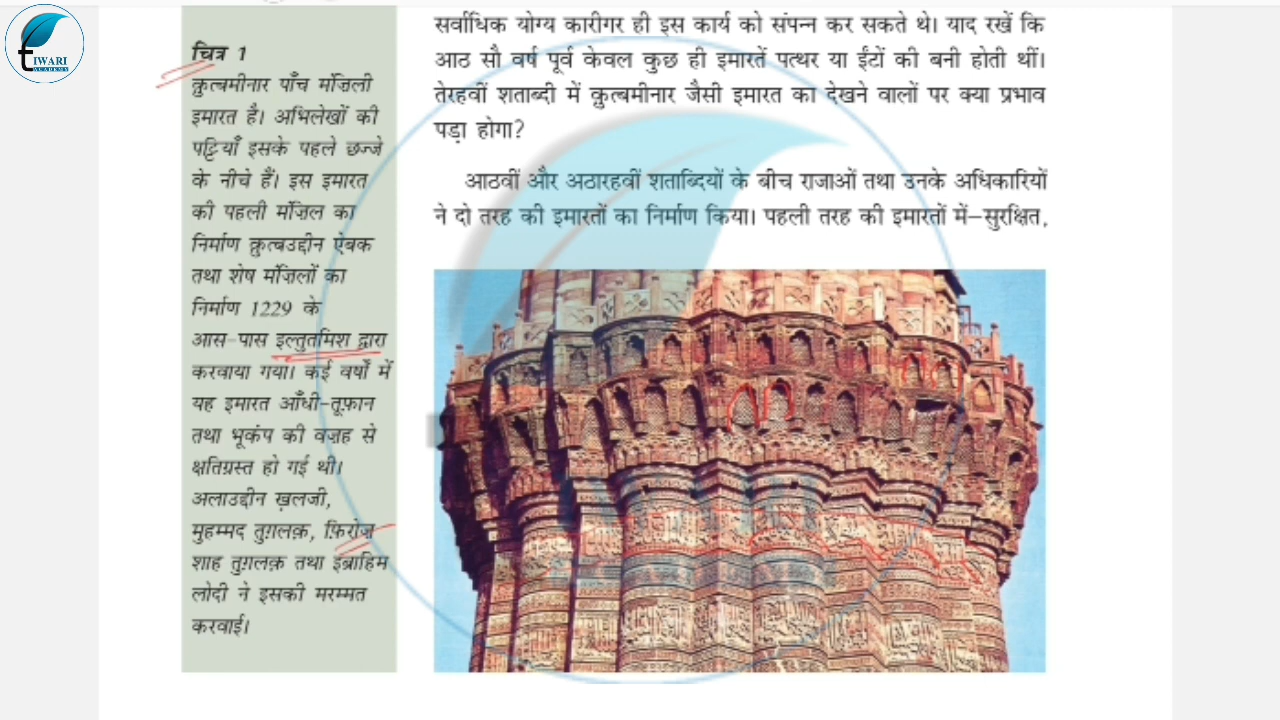 tIWARI
ACADEMY
चित्र 1
क़ुत्बमीनार पाँच मंज़िली
इमारत है। अभिलेखों की
पट्टियाँ इसके पहले छज्जे
के नीचे हैं। इस इमारत
की पहली मंज़िल का
निर्माण क़ुत्बउद्दीन ऐबक
तथा शेष मंज़िलों का
निर्माण 1229 के
आस-पास इल्तुतमिश द्वारा
करवाया गया। कई वर्षों में
यह इमारत आँधी-तूफ़ान
तथा भूकंप की वजह से
क्षतिग्रस्त हो गई थी।
अलाउद्दीन ख़लजी,
मुहम्मद तुग़लक़, फ़िरोज़
शाह तुग़लक़ तथा इब्राहिम
लोदी ने इसकी मरम्मत
करवाई।
सर्वाधिक योग्य कारीगर ही इस कार्य को संपन्न कर सकते थे। याद रखें कि
आठ सौ वर्ष पूर्व केवल कुछ ही इमारतें पत्थर या ईंटों की बनी होती थीं।
तेरहवीं शताब्दी में क़ुत्बमीनार जैसी इमारत का देखने वालों पर क्या प्रभाव
पड़ा होगा?
आठवीं और अठारहवीं शताब्दियों के बीच राजाओं तथा उनके अधिकारियों
ने दो तरह की इमारतों का निर्माण किया। पहली तरह की इमारतों में–सुरक्षित,